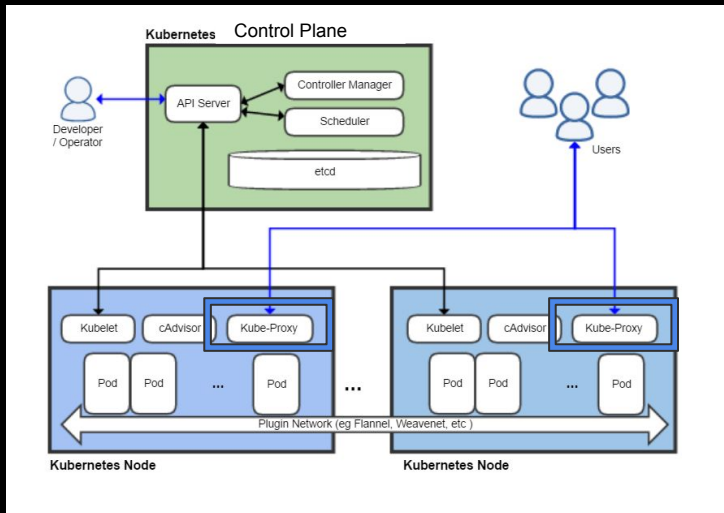 Kubernetes Control Plane
API Server
Controller Manager
Scheduler
etcd
Developer
/ Operator
Users
Kubelet
cAdvisor
Kube-Proxy
Pod
Pod
...
Pod
Kubernetes Node
...
Kubelet
cAdvisor
Kube-Proxy
Pod
Pod
...
Pod
Plugin Network (eg Flannel, Weavenet, etc )
Kubernetes Node